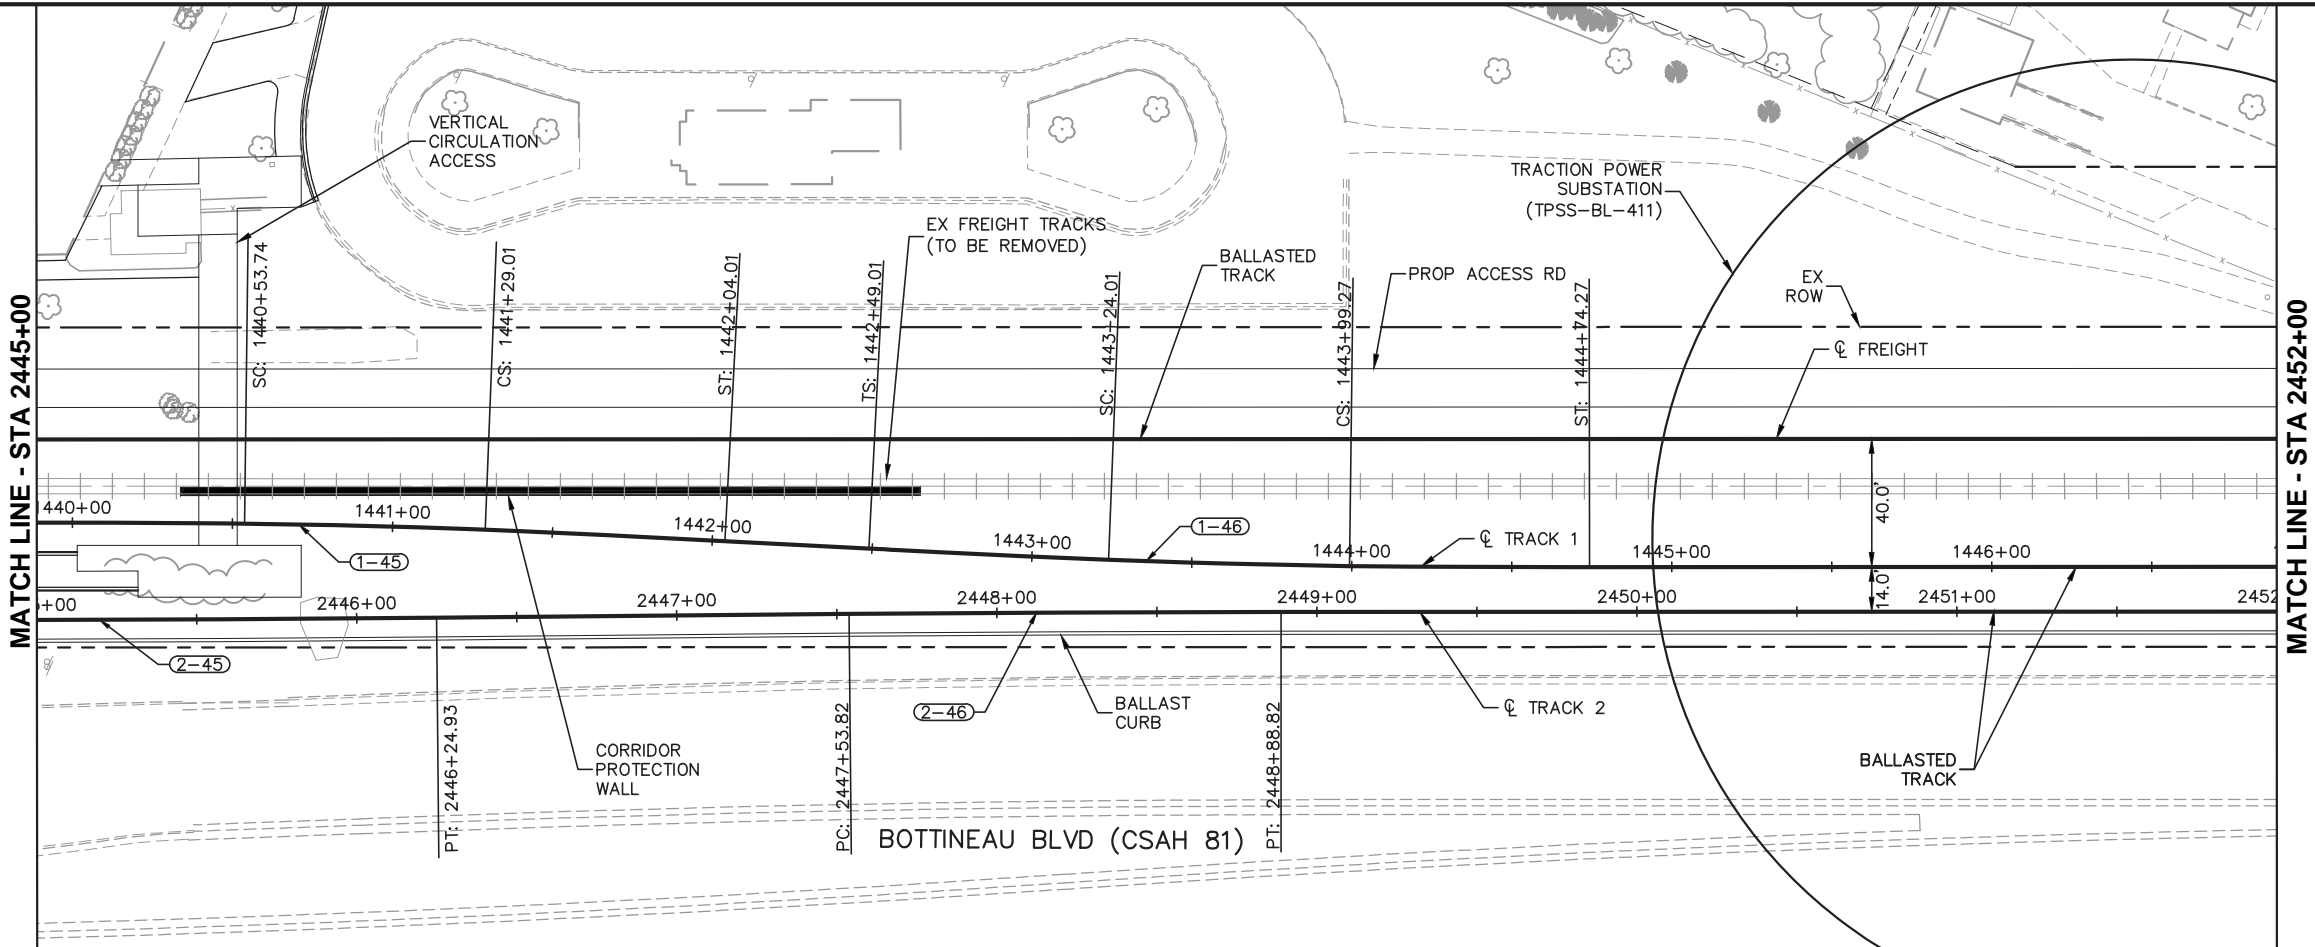 MATCH LINE - STA 2445+00
MATCH LINE - STA 2452+00
VERTICAL
CIRCULATION
ACCESS
EX FREIGHT TRACKS
(TO BE REMOVED)
BALLASTED
TRACK
PROP ACCESS RD
TRACTION POWER
SUBSTATION
(TPSS-BL-411)
EX
ROW
℄ FREIGHT
SC: 1440+53.74
CS: 1441+29.01
ST: 1442+04.01
TS: 1442+49.01
SC: 1443+24.01
CS: 1443+99.27
ST: 1444+74.27
440+00
1441+00
1442+00
1443+00
1444+00
1445+00
1446+00
1-45
1-46
℄ TRACK 1
40.0'
14.0'
+00
2446+00
2447+00
2448+00
2449+00
2450+00
2451+00
2452
2-45
2-46
BALLAST
CURB
℄ TRACK 2
CORRIDOR
PROTECTION
WALL
BALLASTED
TRACK
PT: 2446+24.93
PC: 2447+53.82
PT: 2448+88.82
BOTTINEAU BLVD (CSAH 81)